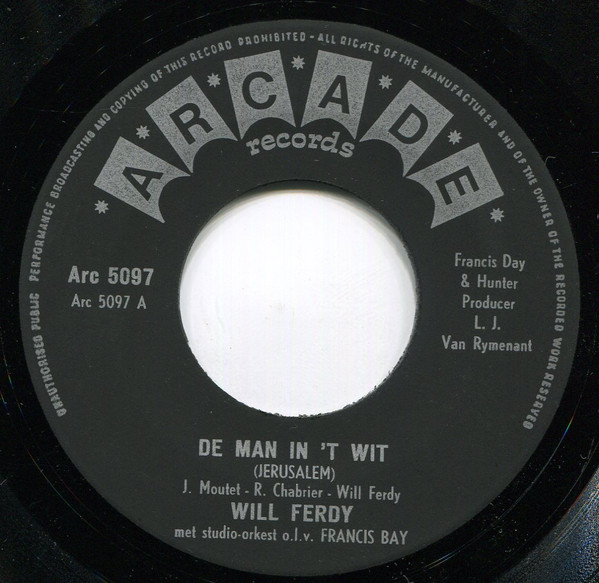 UNAUTHORISED PUBLIC PERFORMANCE BROADCASTING AND COPYING OF THIS RECORD PROHIBITED - ALL RIGHTS OF THE MANUFACTURER AND OF THE OWNER OF THE RECORDED WORK RESERVED
ARCADE
records
Arc 5097
Arc 5097 A
Francis Day
& Hunter
Producer
L. J.
Van Rymenant
DE MAN IN 'T WIT
(JERUSALEM)
J. Moutet - R. Chabrier - Will Ferdy
WILL FERDY
met studio-orkest o.l.v. FRANCIS BAY